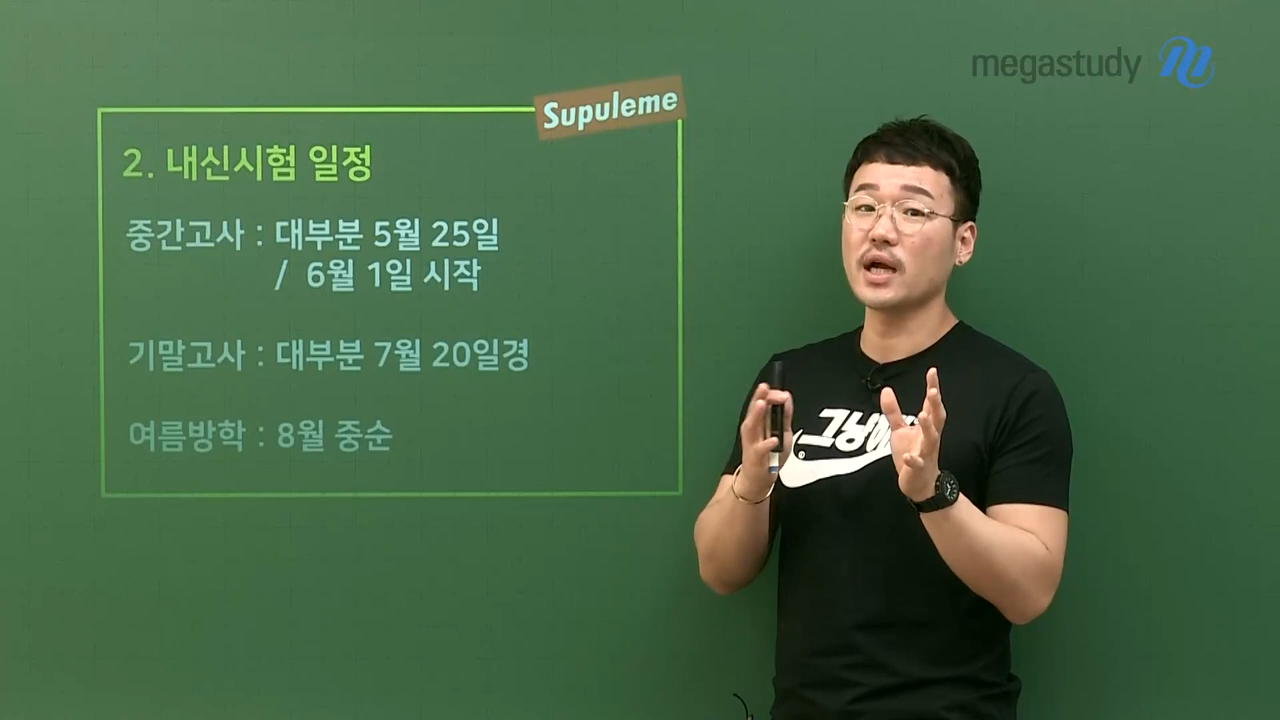 megastudy
Supuleme
2. 내신시험 일정
중간고사 : 대부분 5월 25일
/ 6월 1일 시작
기말고사 : 대부분 7월 20일경
여름방학 : 8월 중순